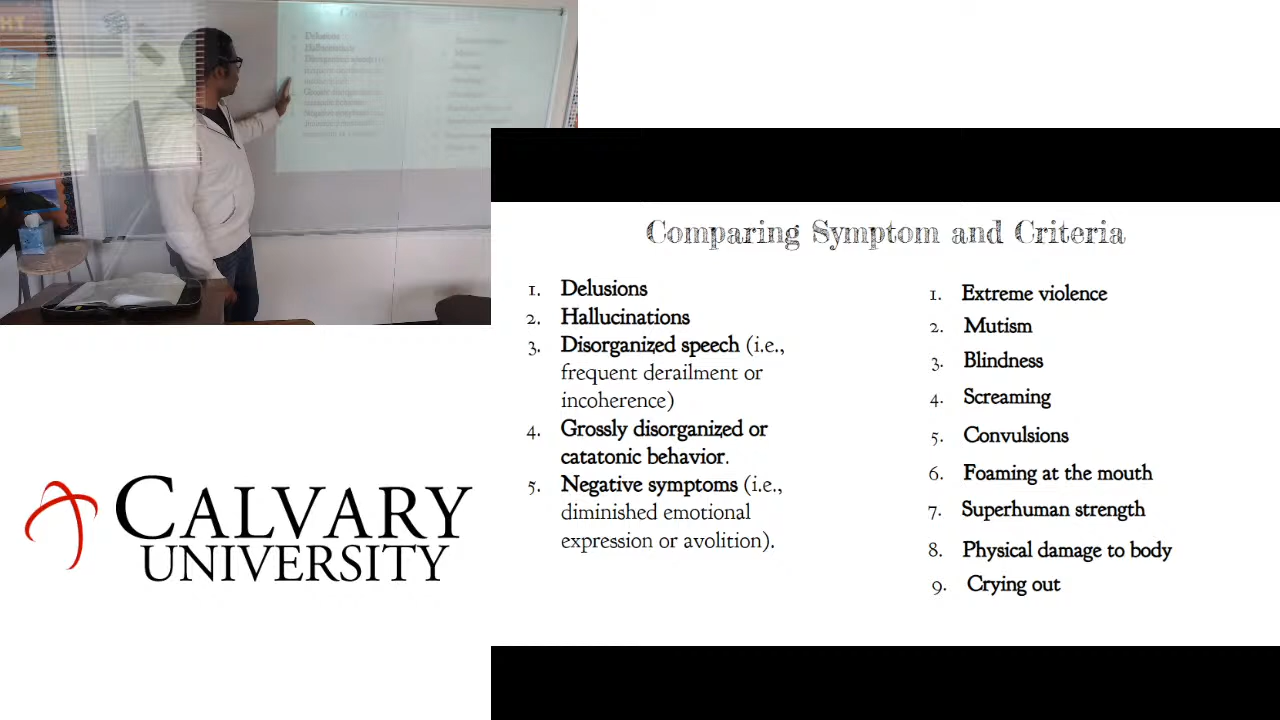 HT
Delusions
Hallucinations
Comparing Symptom and Criteria
1. Delusions
2. Hallucinations
3. Disorganized speech (i.e.,
frequent derailment or
incoherence)
4. Grossly disorganized or
catatonic behavior.
5. Negative symptoms (i.e.,
diminished emotional
expression or avolition).
1. Extreme violence
2. Mutism
3. Blindness
4. Screaming
5. Convulsions
6. Foaming at the mouth
7. Superhuman strength
8. Physical damage to body
9. Crying out
CALVARY
UNIVERSITY